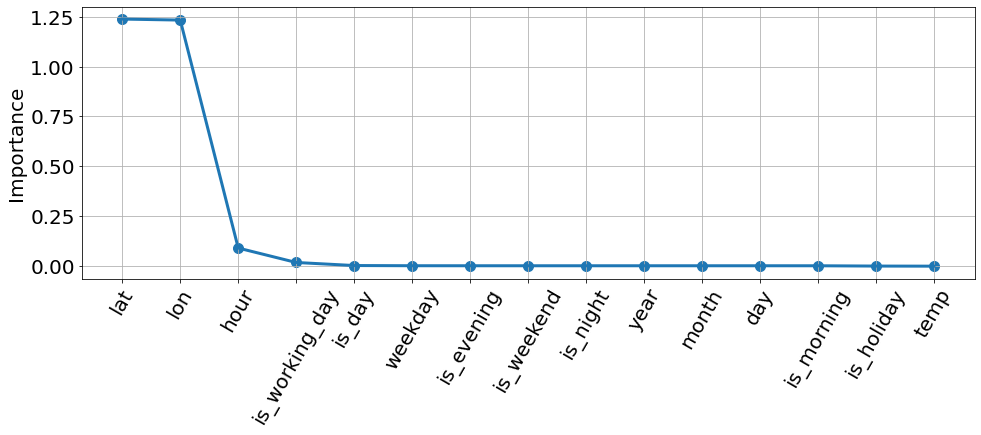 Importance
1.25
1.00
0.75
0.50
0.25
0.00
lat
lon
hour
is_working_day
is_day
weekday
is_evening
is_weekend
is_night
year
month
day
is_morning
is_holiday
temp